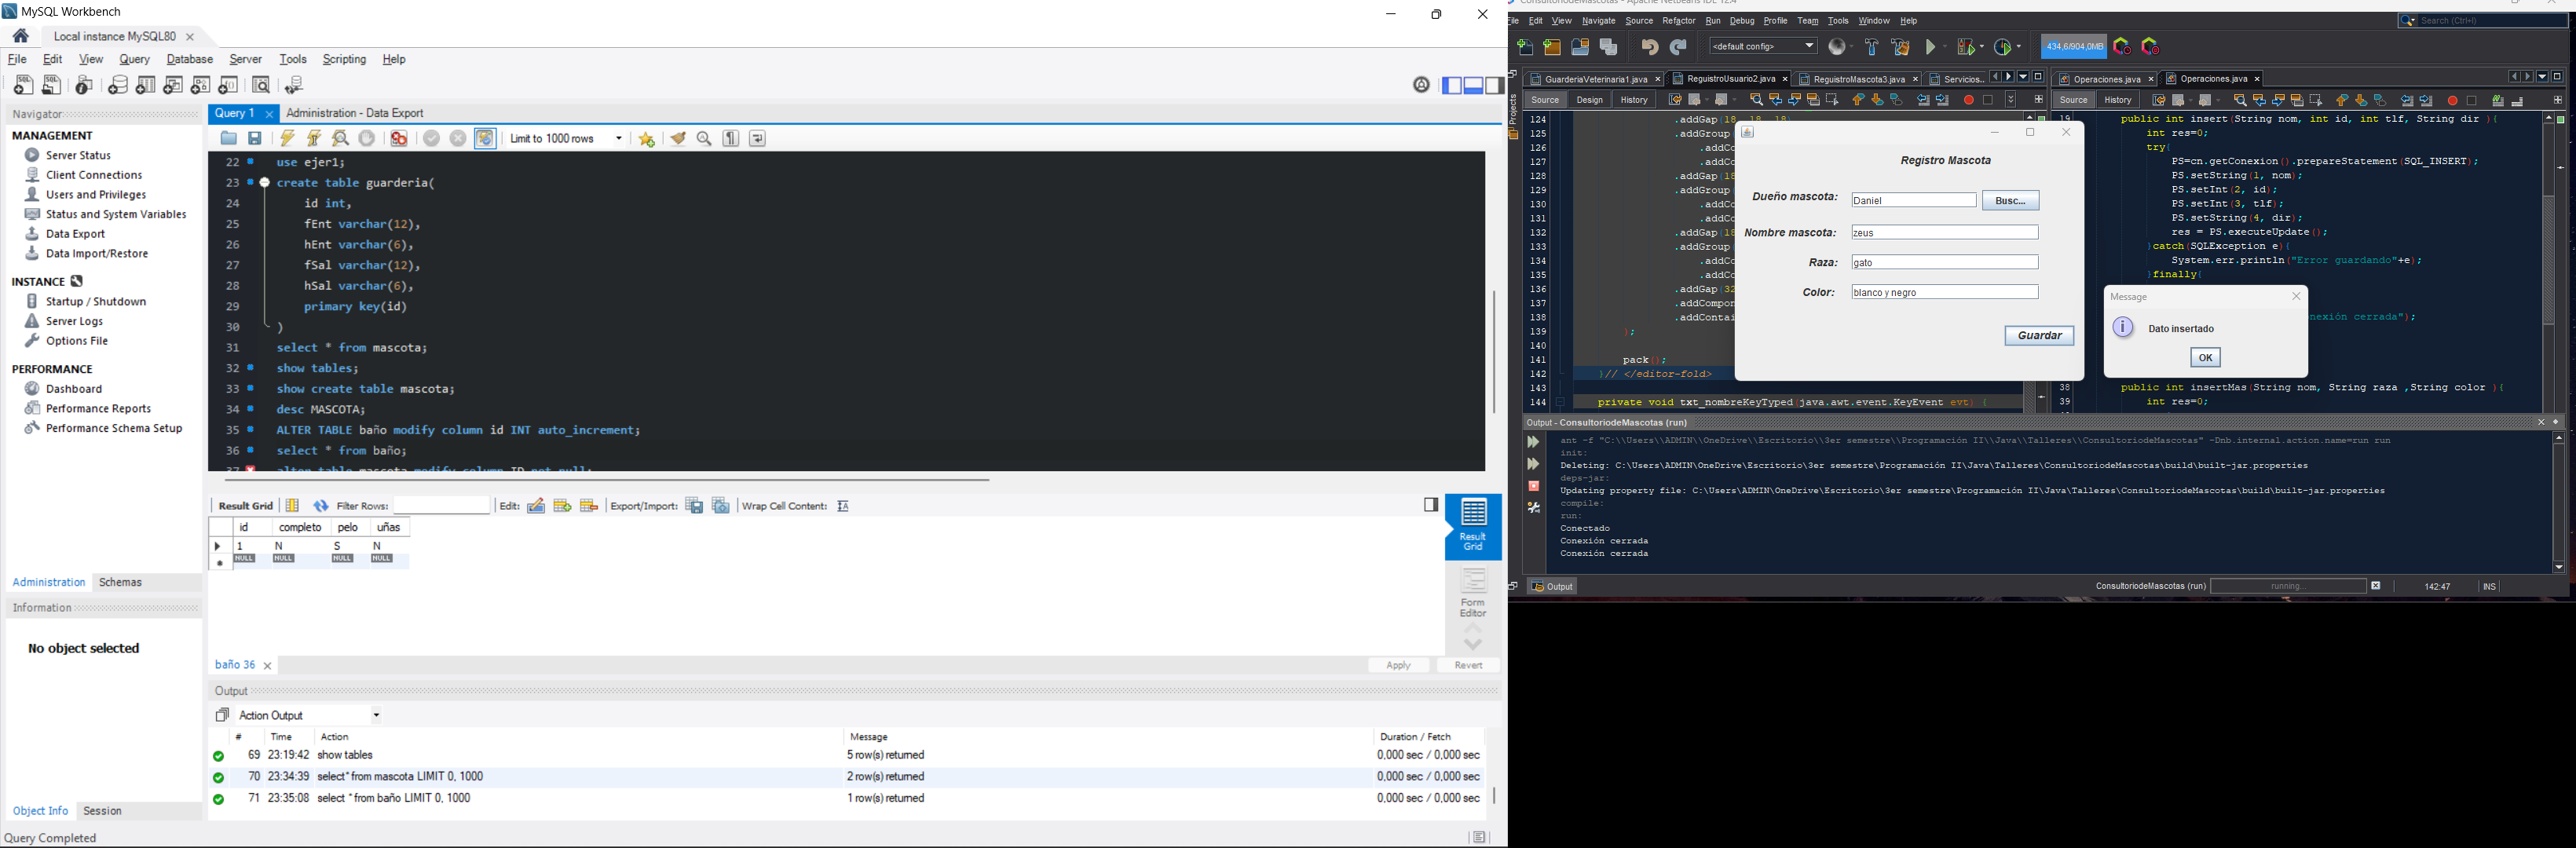 MySQL Workbench
Local instance MySQL80
File Edit View Query Database Server Tools Scripting Help
Navigator
MANAGEMENT
Server Status
Client Connections
Users and Privileges
Status and System Variables
Data Export
Data Import/Restore
INSTANCE
Startup / Shutdown
Server Logs
Options File
PERFORMANCE
Dashboard
Performance Reports
Performance Schema Setup
Administration Schemas
Information
No object selected
Object Info Session
Query Completed
Query 1 Administration - Data Export
Limit to 1000 rows
22 use ejer1;
23 create table guarderia(
24 id int,
25 fEnt varchar(12),
26 hEnt varchar(6),
27 fSal varchar(12),
28 hSal varchar(6),
29 primary key(id)
30 )
31 select * from mascota;
32 show tables;
33 show create table mascota;
34 desc MASCOTA;
35 ALTER TABLE baño modify column id INT auto_increment;
36 select * from baño;
37 alter table mascota modify column ID not null;
Result Grid Filter Rows: Edit: Export/Import: Wrap Cell Content:
id completo pelo uñas
1 N S N
NULL NULL NULL NULL
Result Grid
Form Editor
baño 36
Apply Revert
Output
Action Output
# Time Action Message Duration / Fetch
69 23:19:42 show tables 5 row(s) returned 0,000 sec / 0,000 sec
70 23:34:39 select* from mascota LIMIT 0, 1000 2 row(s) returned 0,000 sec / 0,000 sec
71 23:35:08 select * from baño LIMIT 0, 1000 1 row(s) returned 0,000 sec / 0,000 sec
ConsultoriodeMascotas - Apache NetBeans IDE 12.4
File Edit View Navigate Source Refactor Run Debug Profile Team Tools Window Help
Search (Ctrl+I)
<default config>
434,6/904,0MB
Projects
GuarderiaVeterinaria1.java ReguistroUsuario2.java ReguistroMascota3.java Servicios..
Source Design History
124 .addGap(18, 18, 18)
125 .addGroup(
126 .addCo
127 .addCo
128 .addGap(18
129 .addGroup(
130 .addCo
131 .addCo
132 .addGap(18
133 .addGroup(
134 .addCo
135 .addCo
136 .addGap(32
137 .addCompon
138 .addContai
139 );
140
141 pack();
142 }// </editor-fold>
143
144 private void txt_nombreKeyTyped(java.awt.event.KeyEvent evt) {
Registro Mascota
Dueño mascota: Daniel Busc...
Nombre mascota: zeus
Raza: gato
Color: blanco y negro
Guardar
Operaciones.java Operaciones.java
Source History
19 public int insert(String nom, int id, int tlf, String dir ){
int res=0;
try{
PS=cn.getConexion().prepareStatement(SQL_INSERT);
PS.setString(1, nom);
PS.setInt(2, id);
PS.setInt(3, tlf);
PS.setString(4, dir);
res = PS.executeUpdate();
}catch(SQLException e){
System.err.println("Error guardando"+e);
}finally{
nexión cerrada");
38 public int insertMas(String nom, String raza ,String color ){
39 int res=0;
Message
Dato insertado
OK
Output - ConsultoriodeMascotas (run)
ant -f "C:\\Users\\ADMIN\\OneDrive\\Escritorio\\3er semestre\\Programación II\\Java\\Talleres\\ConsultoriodeMascotas" -Dnb.internal.action.name=run run
init:
Deleting: C:\Users\ADMIN\OneDrive\Escritorio\3er semestre\Programación II\Java\Talleres\ConsultoriodeMascotas\build\built-jar.properties
deps-jar:
Updating property file: C:\Users\ADMIN\OneDrive\Escritorio\3er semestre\Programación II\Java\Talleres\ConsultoriodeMascotas\build\built-jar.properties
compile:
run:
Conectado
Conexión cerrada
Conexión cerrada
Output
ConsultoriodeMascotas (run) running... 142:47 INS